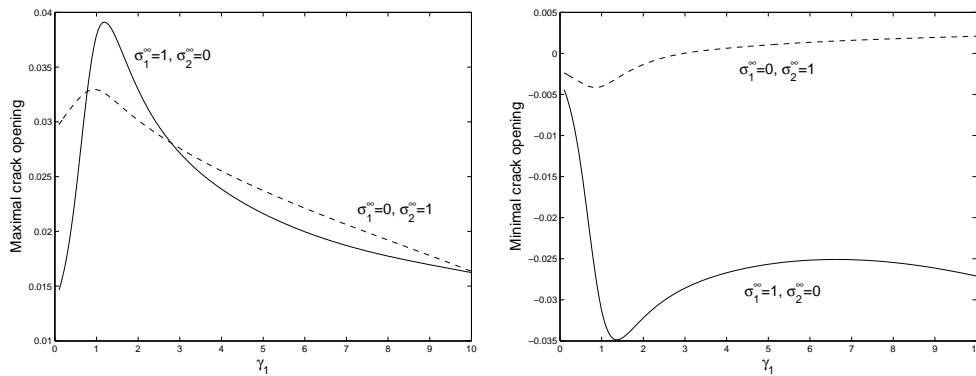 0.04
0.035
0.03
0.025
0.02
0.015
0.01
Maximal crack opening
σ₁^∞=1, σ₂^∞=0
σ₁^∞=0, σ₂^∞=1
0 1 2 3 4 5 6 7 8 9 10
γ₁
0.005
0
−0.005
−0.01
−0.015
−0.02
−0.025
−0.03
−0.035
Minimal crack opening
σ₁^∞=0, σ₂^∞=1
σ₁^∞=1, σ₂^∞=0
0 1 2 3 4 5 6 7 8 9 10
γ₁